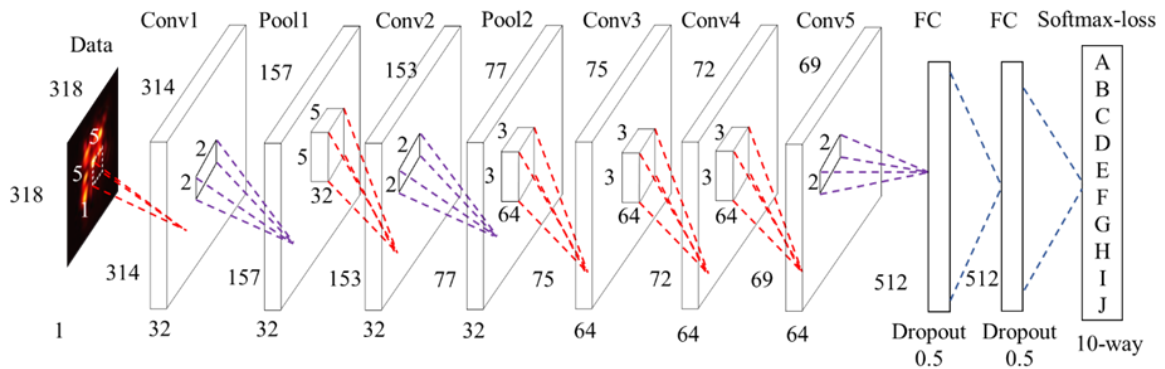 Conv1 Pool1 Conv2 Pool2 Conv3 Conv4 Conv5 FC FC Softmax-loss
Data
318 314 157 153 77 75 72 69
5 5 3 3 3
5 2 2 5 2 2 3 3 3 2 2
1 32 64 64 64
318
314 157 153 77 75 72 69 512 512
1 32 32 32 32 64 64 64
Dropout Dropout
0.5 0.5
A
B
C
D
E
F
G
H
I
J
10-way